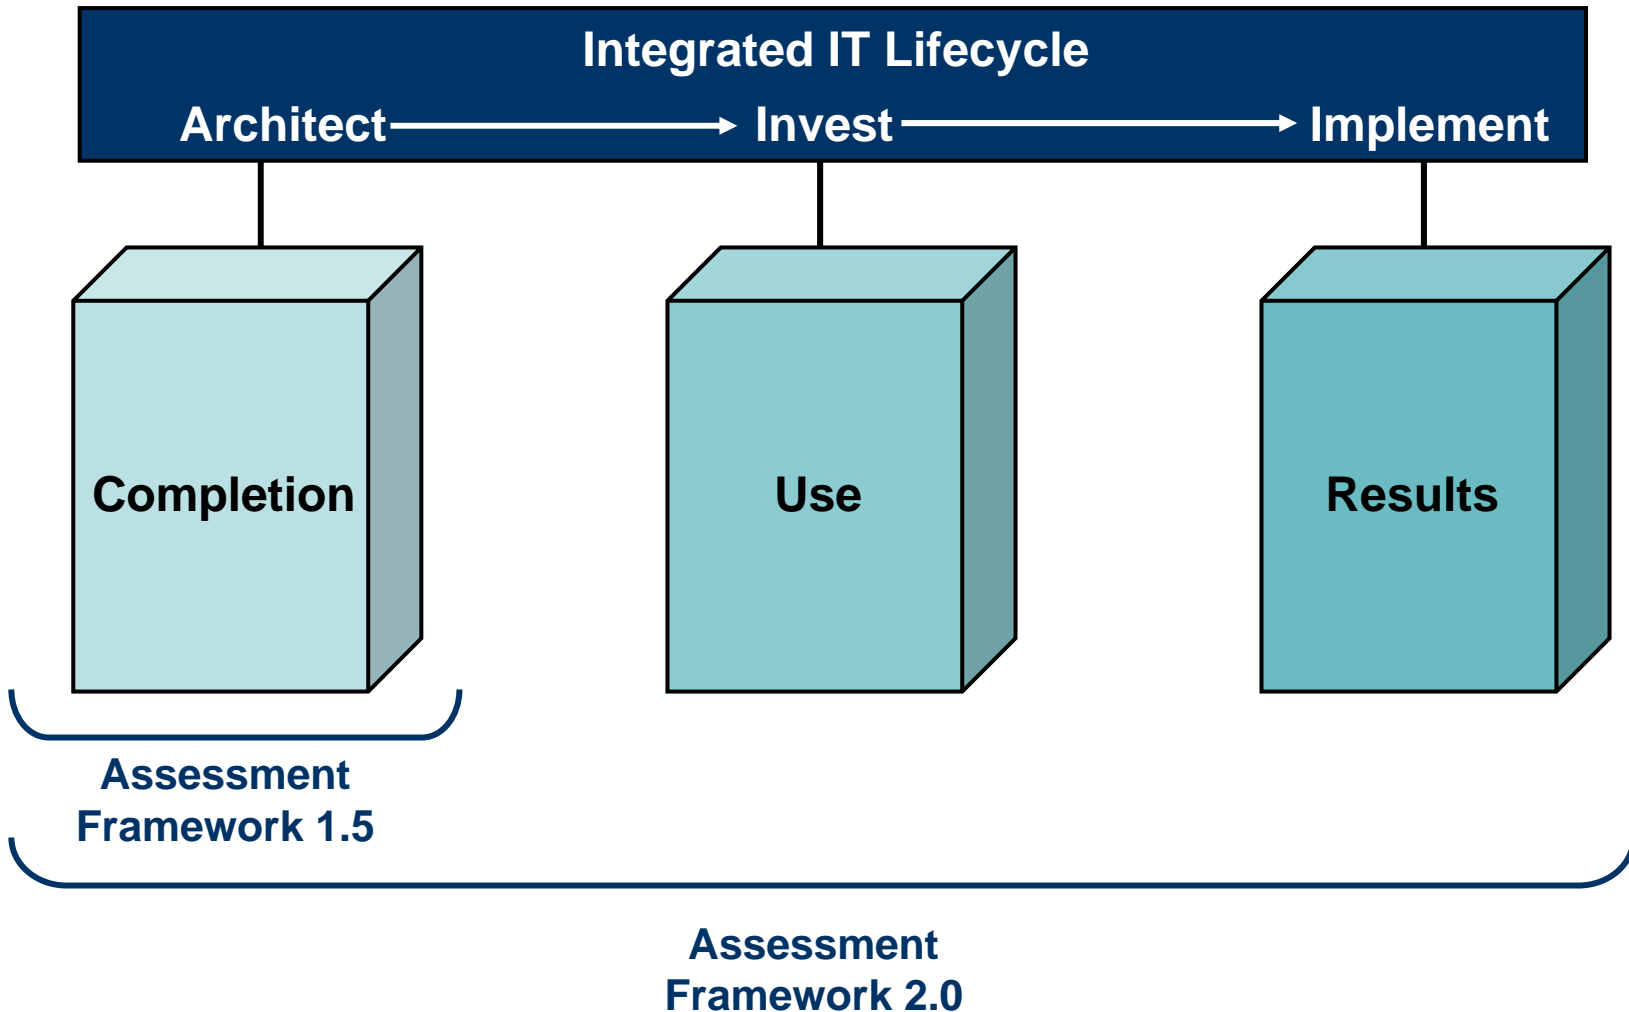 Integrated IT Lifecycle
Architect Invest Implement
Completion Use Results
Assessment
Framework 1.5
Assessment
Framework 2.0